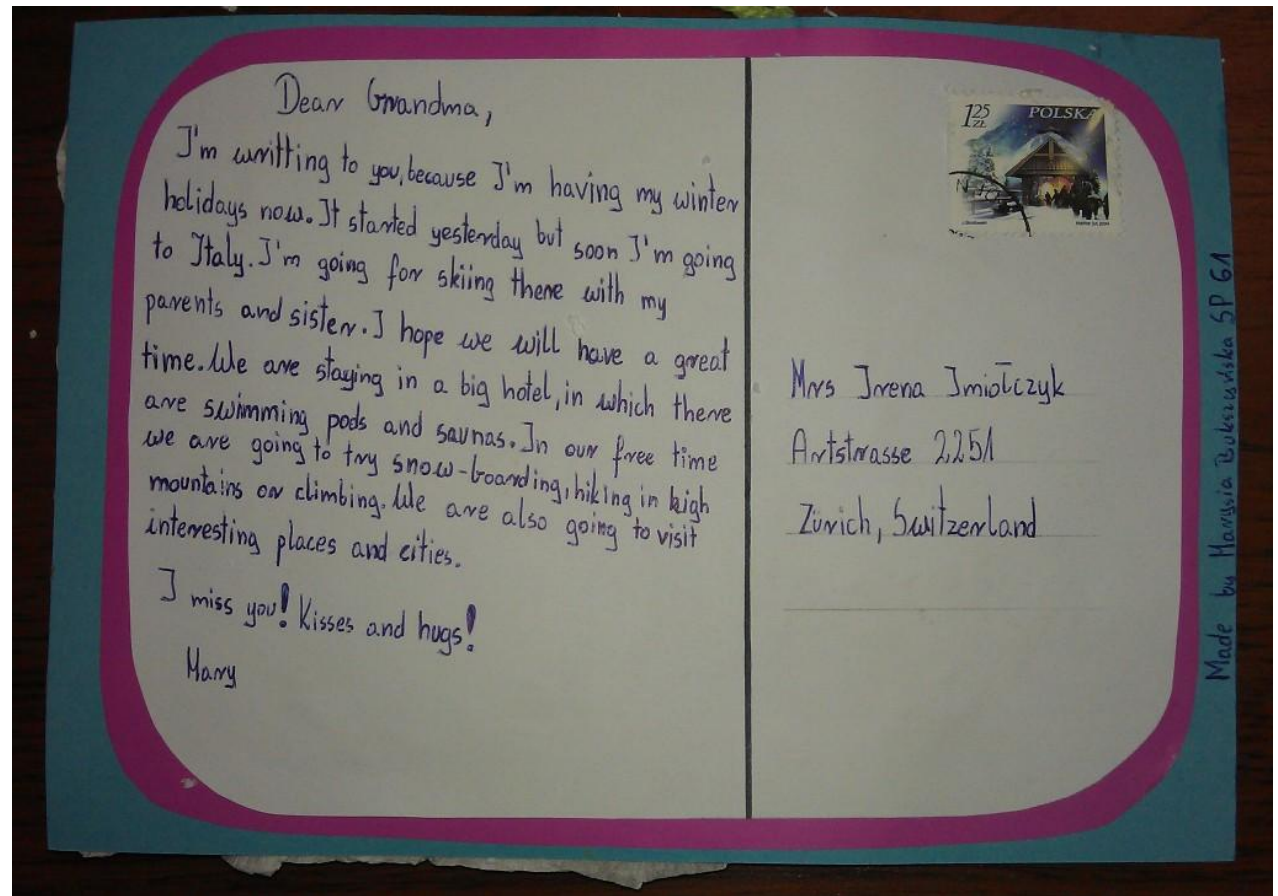 Dear Grandma,
I'm writting to you, because I'm having my winter
holidays now. It started yesterday but soon I'm going
to Italy. I'm going for skiing there with my
parents and sister. I hope we will have a great
time. We are staying in a big hotel, in which there
are swimming pods and saunas. In our free time
we are going to try snow-boarding, hiking in high
mountains or climbing. We are also going to visit
interesting places and cities.
I miss you! Kisses and hugs!
Mary
1 25 ZŁ
POLSKA
Mrs Irena Imiołczyk
Artstrasse 2251
Zürich, Switzerland
Made by Marysia Bukszewska SP 61